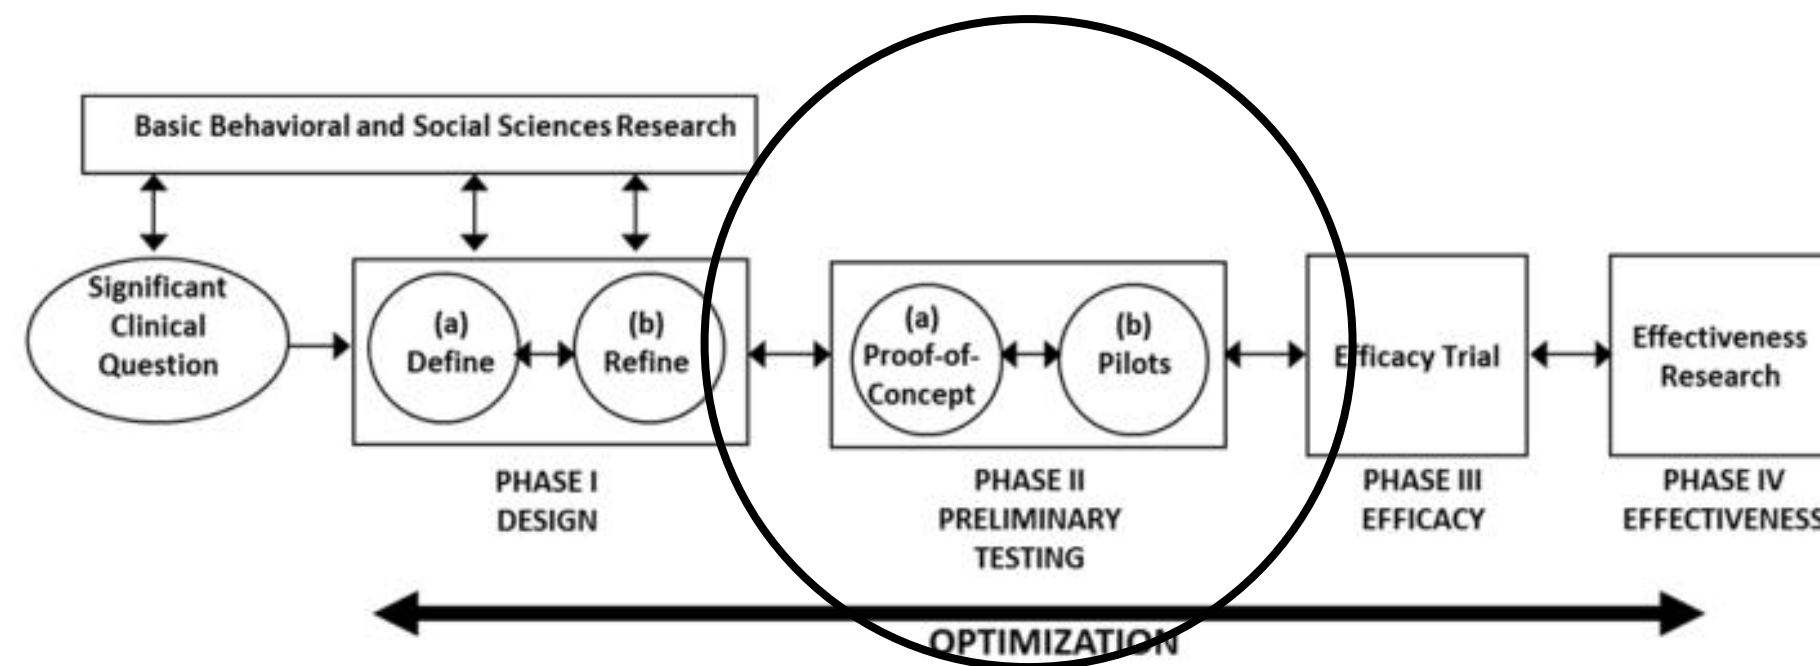 Basic Behavioral and Social Sciences Research
Significant
Clinical
Question
(a)
Define
(b)
Refine
(a)
Proof-of-
Concept
(b)
Pilots
Efficacy Trial
Effectiveness
Research
PHASE I
DESIGN
PHASE II
PRELIMINARY
TESTING
PHASE III
EFFICACY
PHASE IV
EFFECTIVENESS
OPTIMIZATION